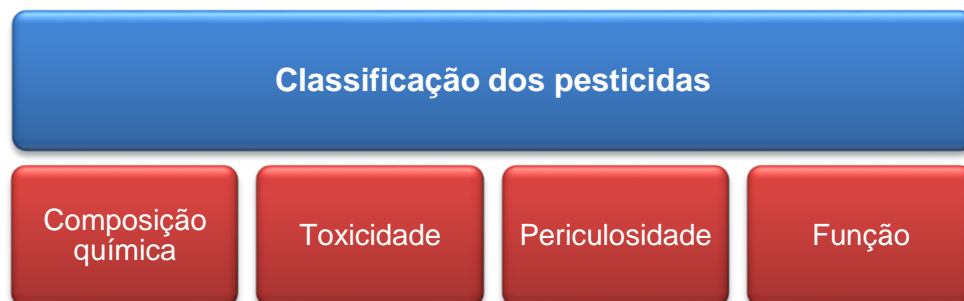 Classificação dos pesticidas
Composição
química
Toxicidade
Periculosidade
Função